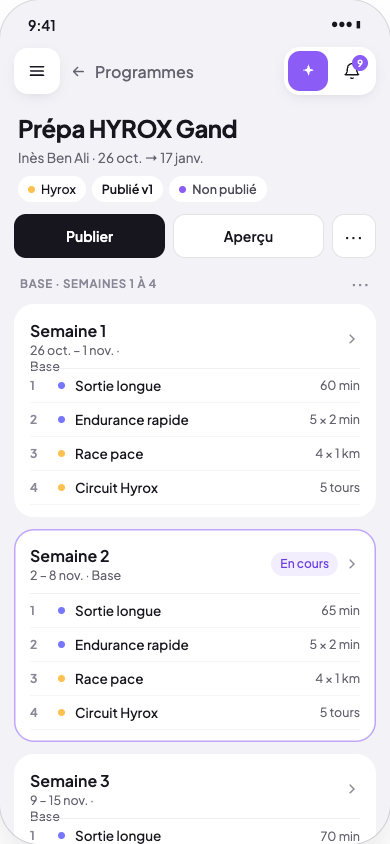 9:41
Programmes
9
Prépa HYROX Gand
Inès Ben Ali · 26 oct. → 17 janv.
Hyrox
Publié v1
Non publié
Publier
Aperçu
BASE · SEMAINES 1 À 4
Semaine 1
26 oct. – 1 nov. ·
Base
1 Sortie longue 60 min
2 Endurance rapide 5 × 2 min
3 Race pace 4 × 1 km
4 Circuit Hyrox 5 tours
Semaine 2
2 – 8 nov. · Base
En cours
1 Sortie longue 65 min
2 Endurance rapide 5 × 2 min
3 Race pace 4 × 1 km
4 Circuit Hyrox 5 tours
Semaine 3
9 – 15 nov. ·
Base
1 Sortie longue 70 min